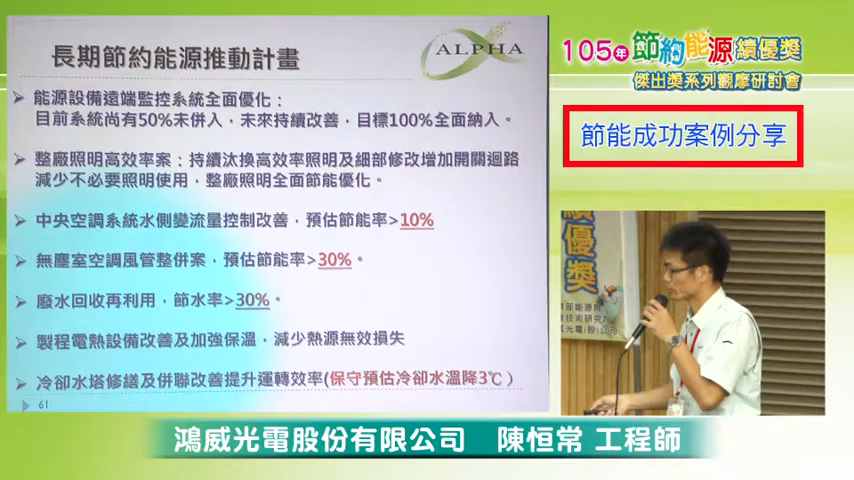 長期節約能源推動計畫
ALPHA
能源設備遠端監控系統全面優化：
目前系統尚有50%未併入，未來持續改善，目標100%全面納入。
整廠照明高效率案：持續汰換高效率照明及細部修改增加開關迴路
減少不必要照明使用，整廠照明全面節能優化。
中央空調系統水側變流量控制改善，預估節能率>10%
無塵室空調風管整併案，預估節能率>30%。
廢水回收再利用，節水率>30%。
製程電熱設備改善及加強保溫，減少熱源無效損失
冷卻水塔修繕及併聯改善提升運轉效率(保守預估冷卻水溫降3℃）
61
105年節約能源績優獎
傑出獎系列觀摩研討會
節能成功案例分享
績優獎
鴻威光電股份有限公司 陳恒常 工程師